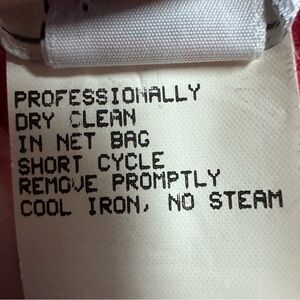 PROFESSIONALLY
DRY CLEAN
IN NET BAG
SHORT CYCLE
REMOVE PROMPTLY
COOL IRON, NO STEAM